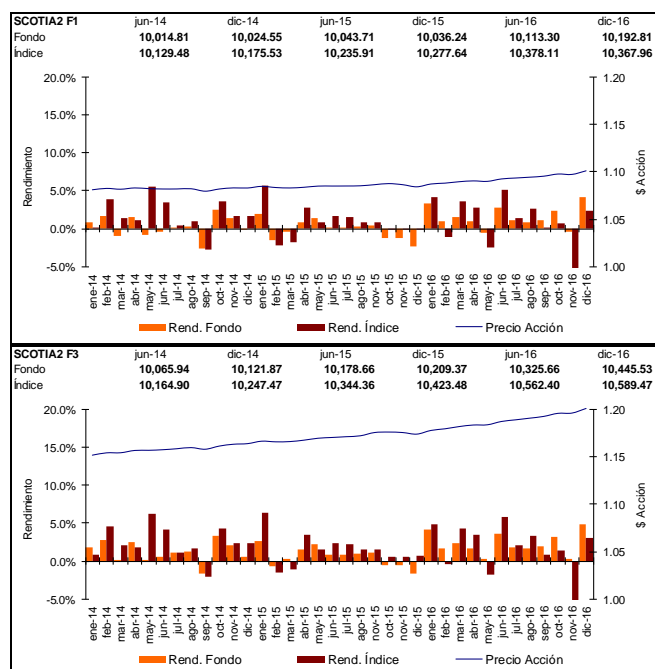 SCOTIA2 F1 jun-14 dic-14 jun-15 dic-15 jun-16 dic-16
Fondo 10,014.81 10,024.55 10,043.71 10,036.24 10,113.30 10,192.81
Índice 10,129.48 10,175.53 10,235.91 10,277.64 10,378.11 10,367.96
20.0% 1.20
15.0% 1.15
10.0% 1.10
5.0% 1.05
0.0%
-5.0% 1.00
Rendimiento
$ Acción
ene-14 feb-14 mar-14 abr-14 may-14 jun-14 jul-14 ago-14 sep-14 oct-14 nov-14 dic-14 ene-15 feb-15 mar-15 abr-15 may-15 jun-15 jul-15 ago-15 sep-15 oct-15 nov-15 dic-15 ene-16 feb-16 mar-16 abr-16 may-16 jun-16 jul-16 ago-16 sep-16 oct-16 nov-16 dic-16
Rend. Fondo Rend. Índice Precio Acción
SCOTIA2 F3 jun-14 dic-14 jun-15 dic-15 jun-16 dic-16
Fondo 10,065.94 10,121.87 10,178.66 10,209.37 10,325.66 10,445.53
Índice 10,164.90 10,247.47 10,344.36 10,423.48 10,562.40 10,589.47
20.0% 1.20
15.0% 1.15
10.0% 1.10
5.0% 1.05
0.0%
-5.0% 1.00
Rendimiento
$ Acción
ene-14 feb-14 mar-14 abr-14 may-14 jun-14 jul-14 ago-14 sep-14 oct-14 nov-14 dic-14 ene-15 feb-15 mar-15 abr-15 may-15 jun-15 jul-15 ago-15 sep-15 oct-15 nov-15 dic-15 ene-16 feb-16 mar-16 abr-16 may-16 jun-16 jul-16 ago-16 sep-16 oct-16 nov-16 dic-16
Rend. Fondo Rend. Índice Precio Acción